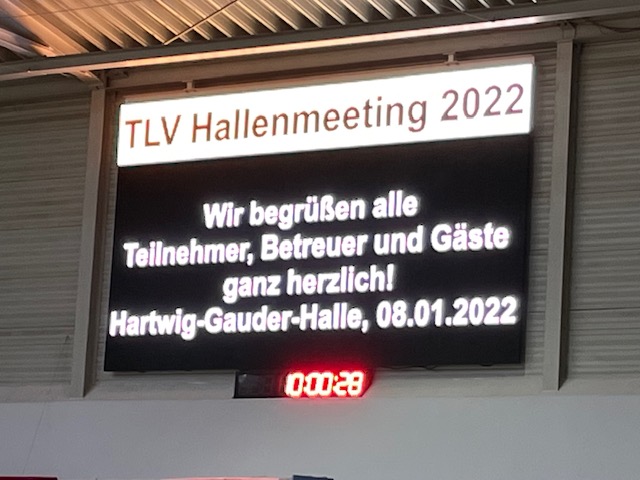 TLV Hallenmeeting 2022
Wir begrüßen alle
Teilnehmer, Betreuer und Gäste
ganz herzlich!
Hartwig-Gauder-Halle, 08.01.2022
10:00:28